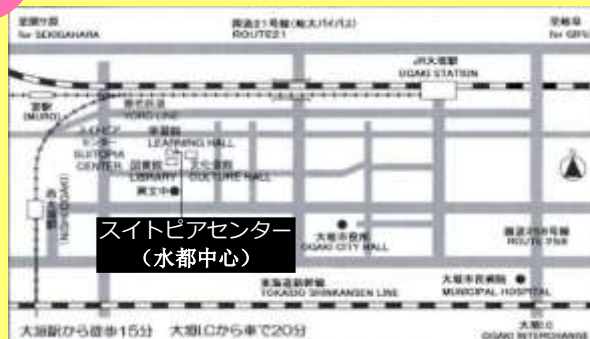 至関ケ原
for SEKIGAHARA
国道21号線(岐大バイパス)
ROUTE21
至岐阜
for GIFU
JR大垣駅
OGAKI STATION
室駅
(MURO)
養老鉄道
YORO LINE
スイトピア
センター
SUITOPIA
CENTER
学習館
LEARNING HALL
図書館
LIBRARY
文化会館
CULTURE HALL
興文中
スイトピアセンター
(水都中心)
大垣市役所
OGAKI CITY HALL
国道258号線
ROUTE 258
東海道新幹線
TOKAIDO SHINKANSEN LINE
大垣市民病院
MUNICIPAL HOSPITAL
大垣駅から徒歩15分 大垣I.Cから車で20分
大垣I.C
OGAKI INTERCHANGE